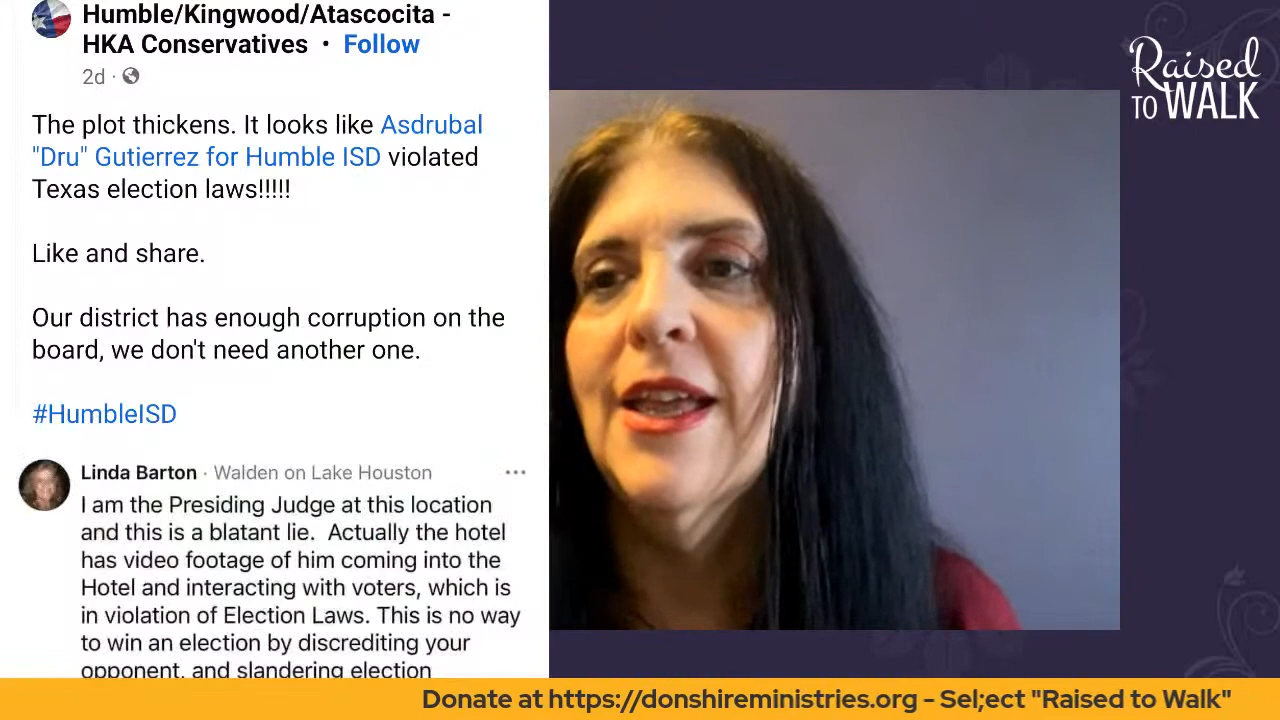 Humble/Kingwood/Atascocita -
HKA Conservatives · Follow
2d ·
The plot thickens. It looks like Asdrubal
"Dru" Gutierrez for Humble ISD violated
Texas election laws!!!!!
Like and share.
Our district has enough corruption on the
board, we don't need another one.
#HumbleISD
Linda Barton · Walden on Lake Houston
I am the Presiding Judge at this location
and this is a blatant lie.  Actually the hotel
has video footage of him coming into the
Hotel and interacting with voters, which is
in violation of Election Laws. This is no way
to win an election by discrediting your
opponent, and slandering election
Raised
TO WALK
Donate at https://donshireministries.org - Sel;ect "Raised to Walk"